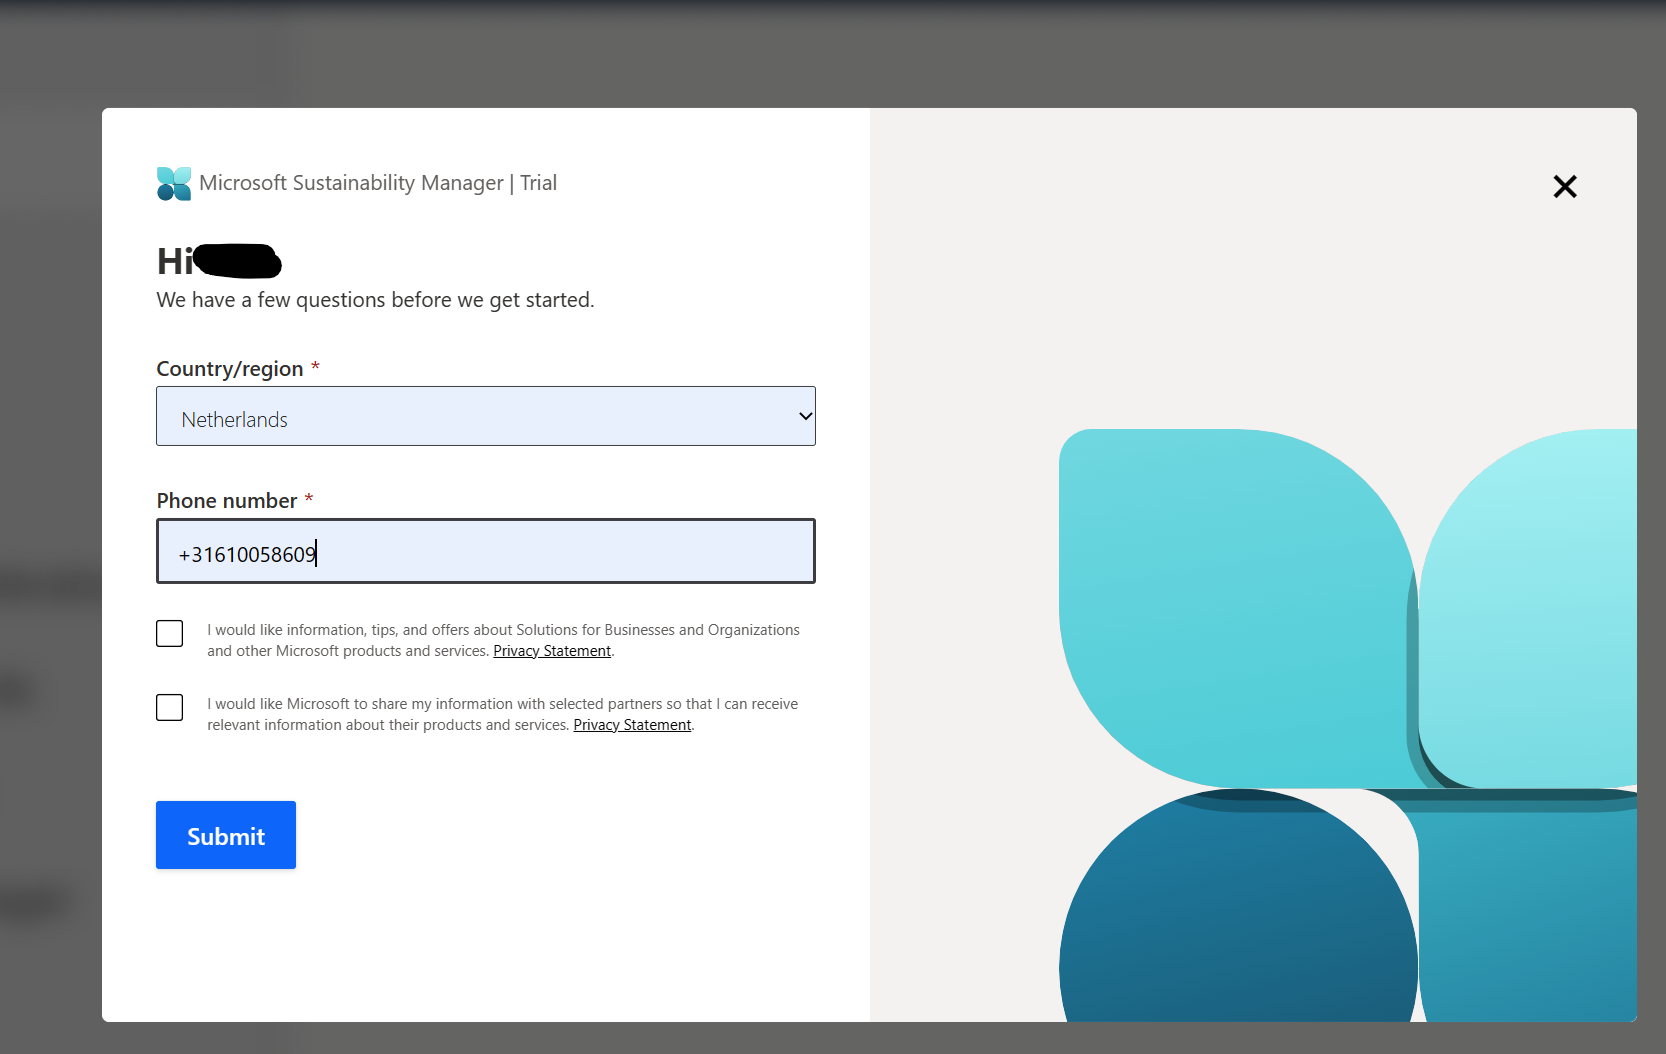 Microsoft Sustainability Manager | Trial
Hi
We have a few questions before we get started.
Country/region *
Netherlands
Phone number *
+31610058609
I would like information, tips, and offers about Solutions for Businesses and Organizations
and other Microsoft products and services. Privacy Statement.
I would like Microsoft to share my information with selected partners so that I can receive
relevant information about their products and services. Privacy Statement.
Submit